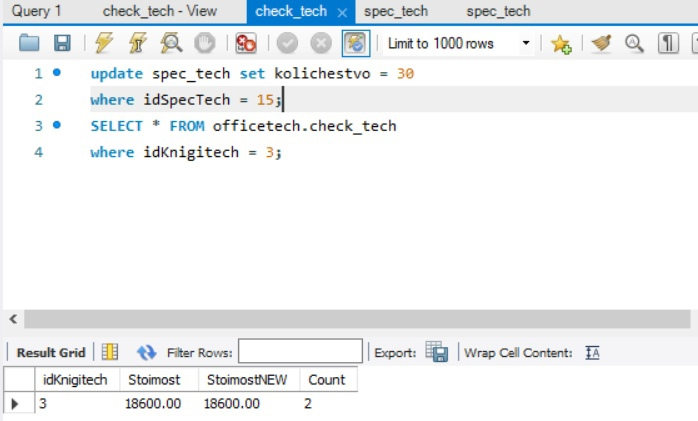 Query 1 check_tech - View check_tech spec_tech spec_tech
Limit to 1000 rows
1 update spec_tech set kolichestvo = 30
2 where idSpecTech = 15;
3 SELECT * FROM officetech.check_tech
4 where idKnigitech = 3;
Result Grid Filter Rows: Export: Wrap Cell Content:
idKnigitech Stoimost StoimostNEW Count
3 18600.00 18600.00 2